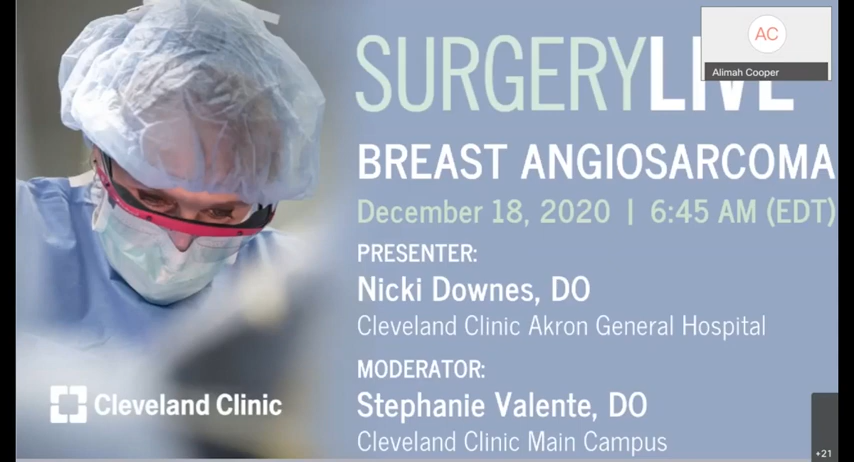 SURGERYLIVE
AC
Alimah Cooper
BREAST ANGIOSARCOMA
December 18, 2020 | 6:45 AM (EDT)
PRESENTER:
Nicki Downes, DO
Cleveland Clinic Akron General Hospital
MODERATOR:
Stephanie Valente, DO
Cleveland Clinic Main Campus
Cleveland Clinic
+21